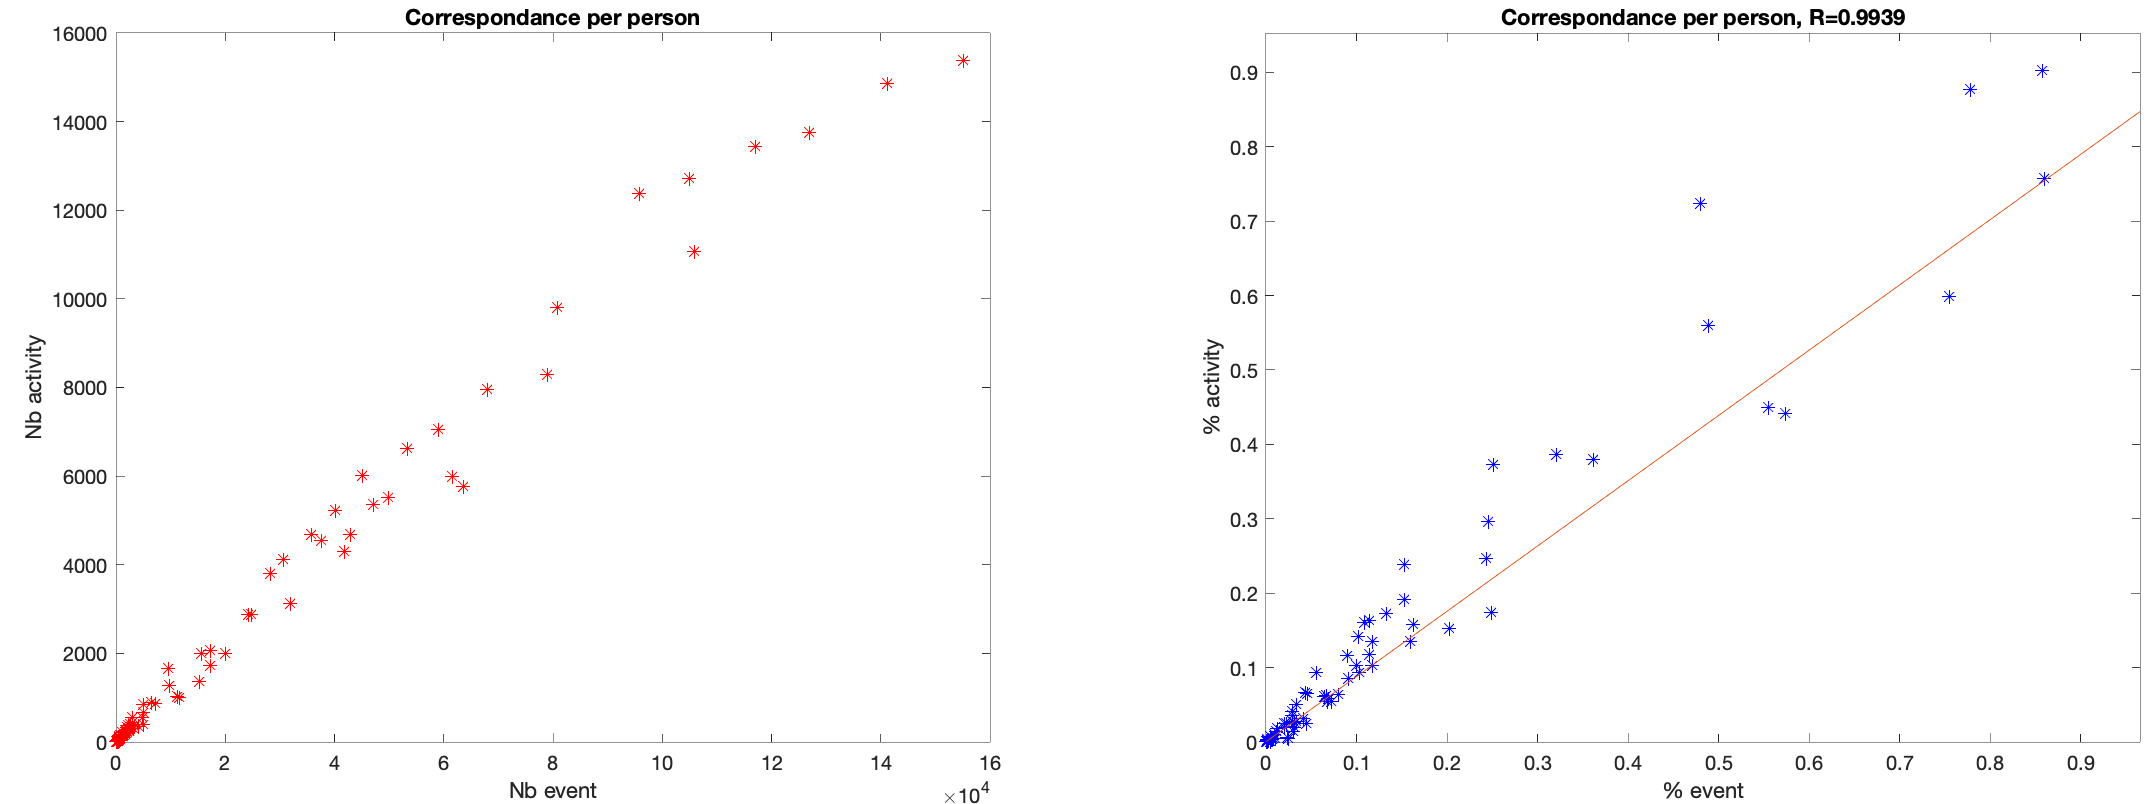 Correspondance per person
16000
14000
12000
10000
8000
6000
4000
2000
0
Nb activity
0 2 4 6 8 10 12 14 16
Nb event
×10⁴
Correspondance per person, R=0.9939
0.9
0.8
0.7
0.6
0.5
0.4
0.3
0.2
0.1
0
% activity
0 0.1 0.2 0.3 0.4 0.5 0.6 0.7 0.8 0.9
% event